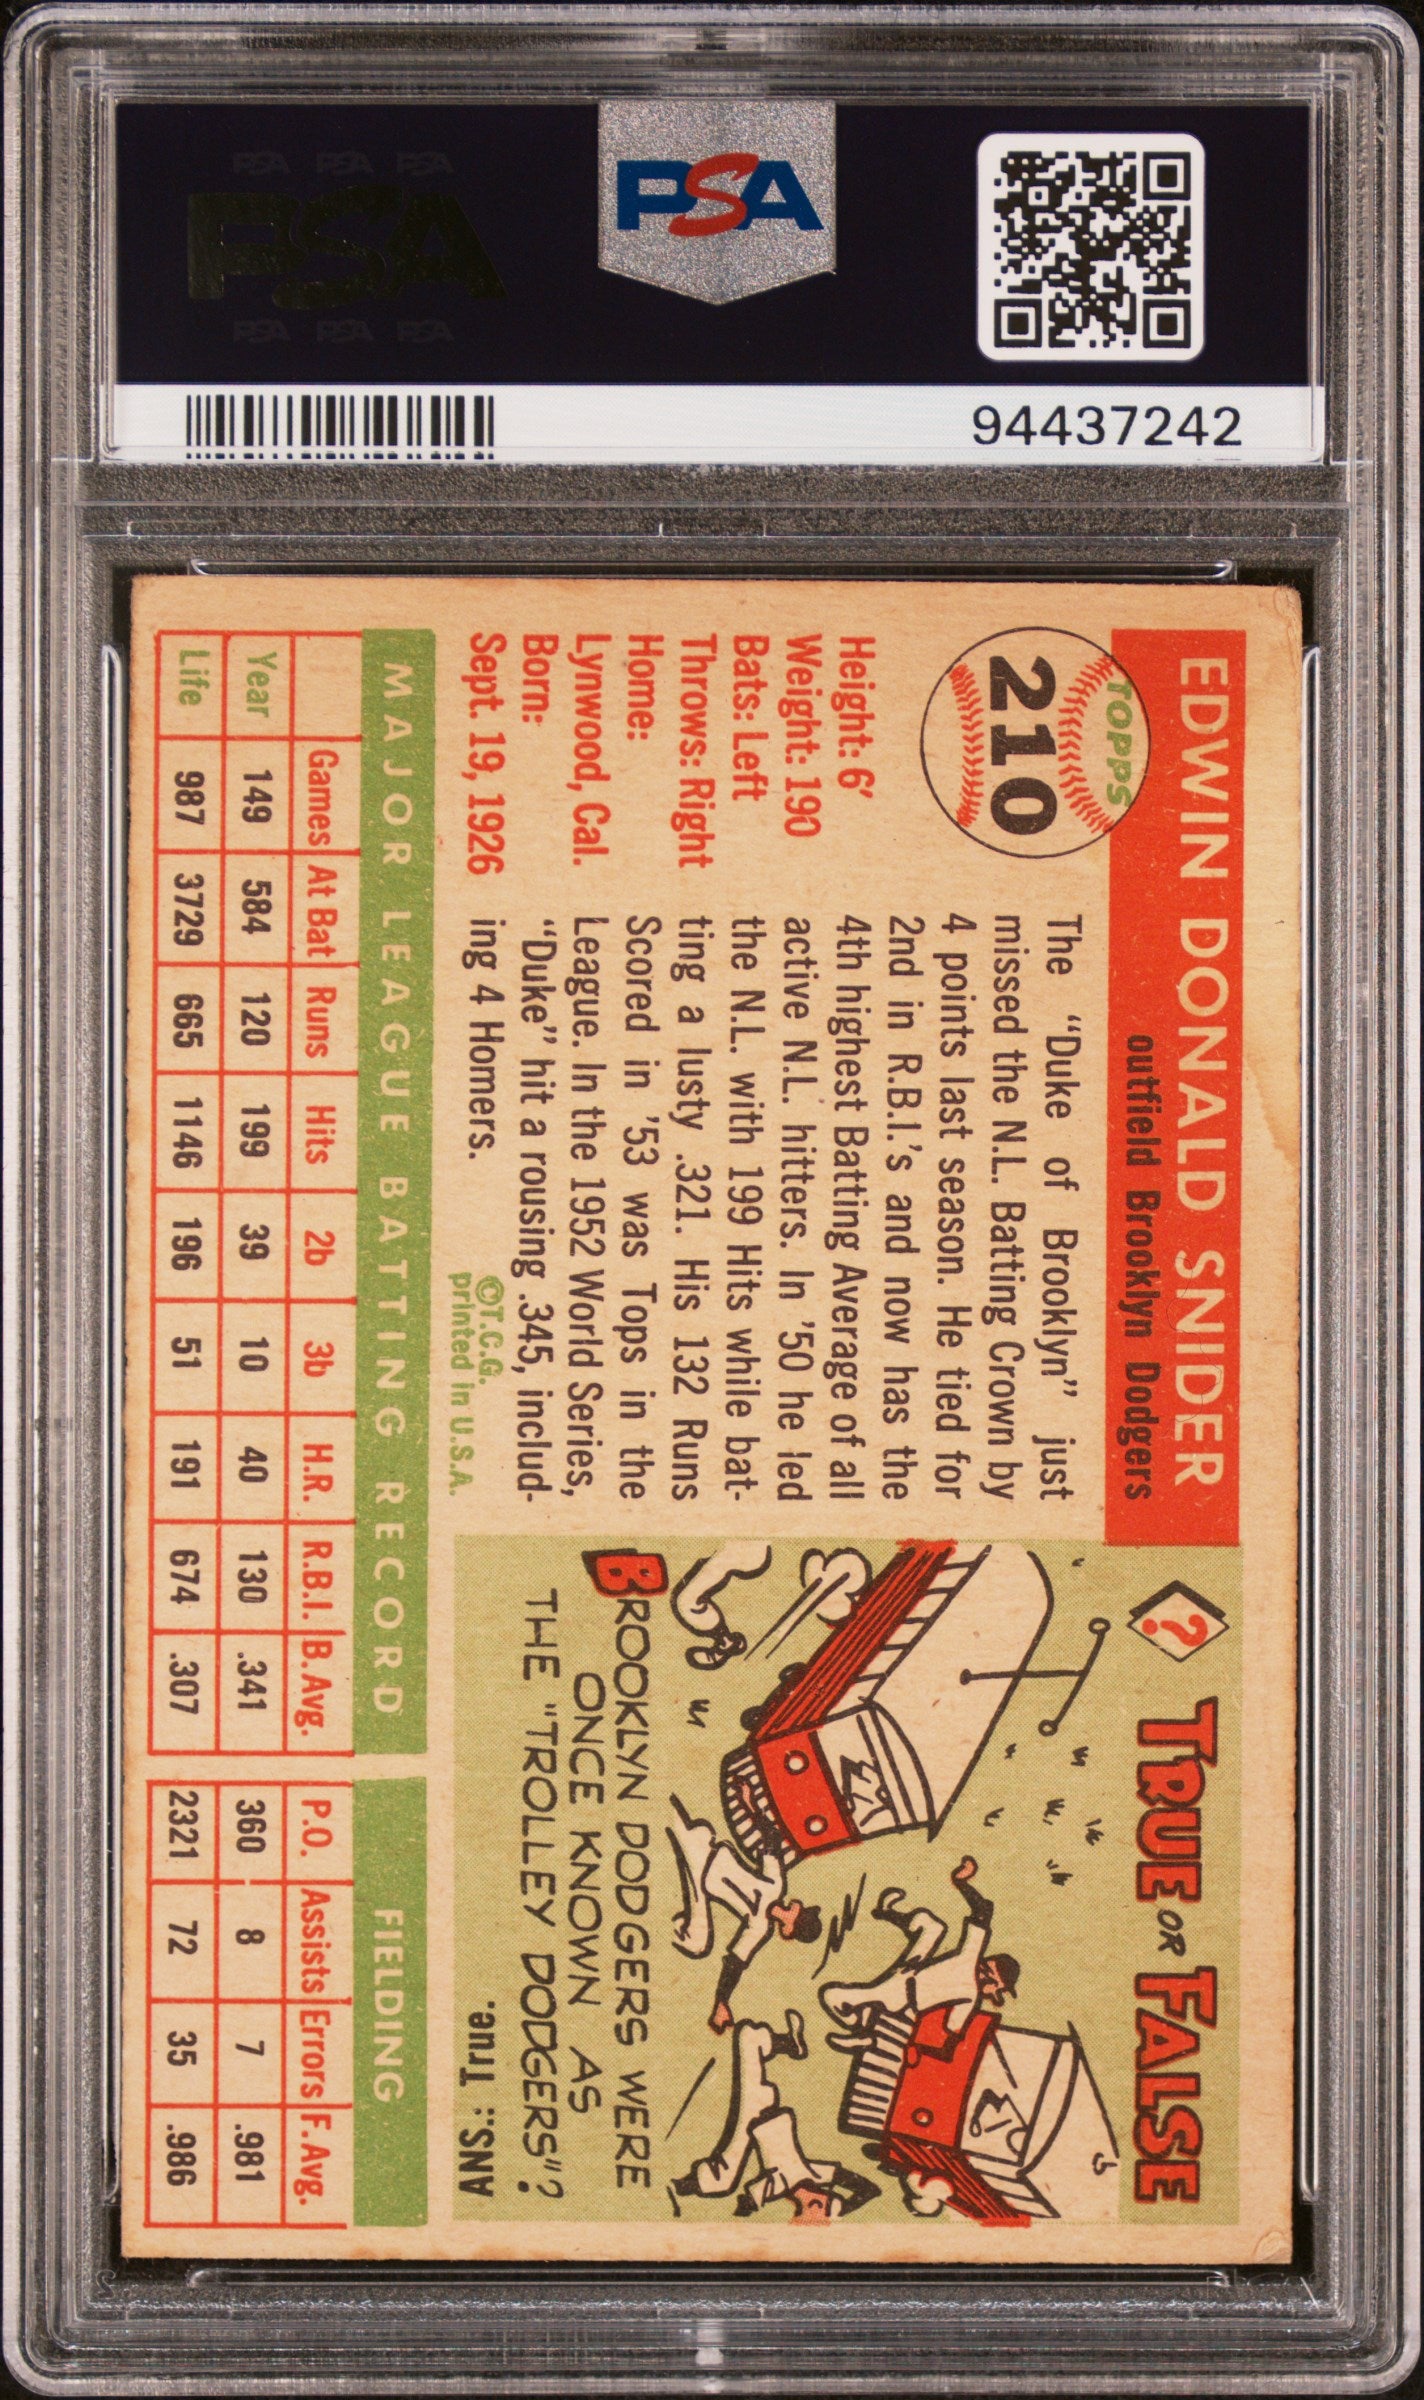 PSA PSA PSA
PSA
PSA PSA PSA
PSA
94437242
TOPPS
210
EDWIN DONALD SNIDER
outfield Brooklyn Dodgers
Height: 6'
Weight: 190
Bats: Left
Throws: Right
Home:
Lynwood, Cal.
Born:
Sept. 19, 1926
The "Duke of Brooklyn" just
missed the N.L. Batting Crown by
4 points last season. He tied for
2nd in R.B.I.'s and now has the
4th highest Batting Average of all
active N.L. hitters. In '50 he led
the N.L. with 199 Hits while bat-
ting a lusty .321. His 132 Runs
Scored in '53 was Tops in the
League. In the 1952 World Series,
"Duke" hit a rousing .345, includ-
ing 4 Homers.
©T.C.G.
printed in U.S.A.
? TRUE OR FALSE
BROOKLYN DODGERS WERE
ONCE KNOWN AS
THE "TROLLEY DODGERS"?
ANS.: True.
MAJOR LEAGUE BATTING RECORD FIELDING
Games At Bat Runs Hits 2b 3b H.R. R.B.I. B. Avg. P.O. Assists Errors F. Avg.
Year 149 584 120 199 39 10 40 130 .341 360 8 7 .981
Life 987 3729 665 1146 196 51 191 674 .307 2321 72 35 .986